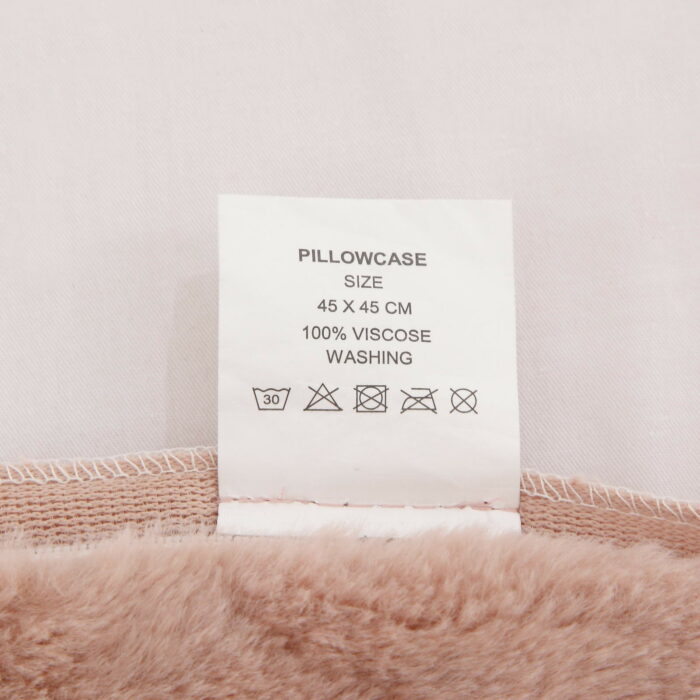 PILLOWCASE
SIZE
45 X 45 CM
100% VISCOSE
WASHING
30